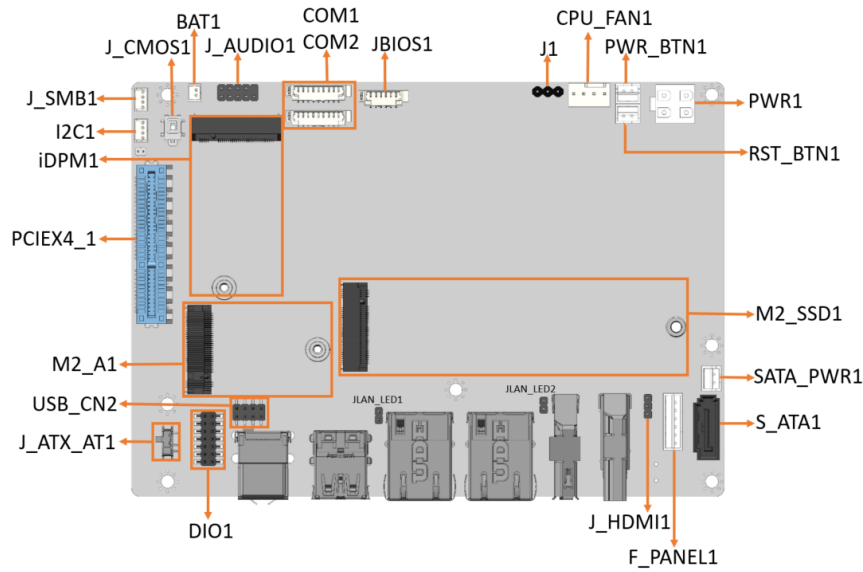 COM1
CPU_FAN1
BAT1
COM2
J_CMOS1
J_AUDIO1
JBIOS1
J1
PWR_BTN1
J_SMB1
PWR1
I2C1
RST_BTN1
iDPM1
PCIEX4_1
M2_SSD1
M2_A1
SATA_PWR1
USB_CN2
JLAN_LED1
JLAN_LED2
S_ATA1
J_ATX_AT1
J_HDMI1
DIO1
F_PANEL1